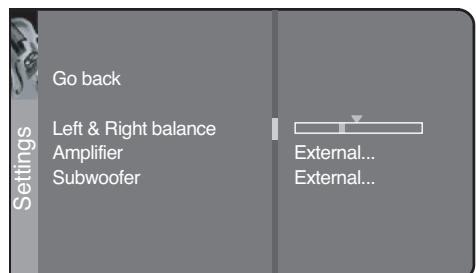 Settings
Go back
Left & Right balance
Amplifier External...
Subwoofer External...